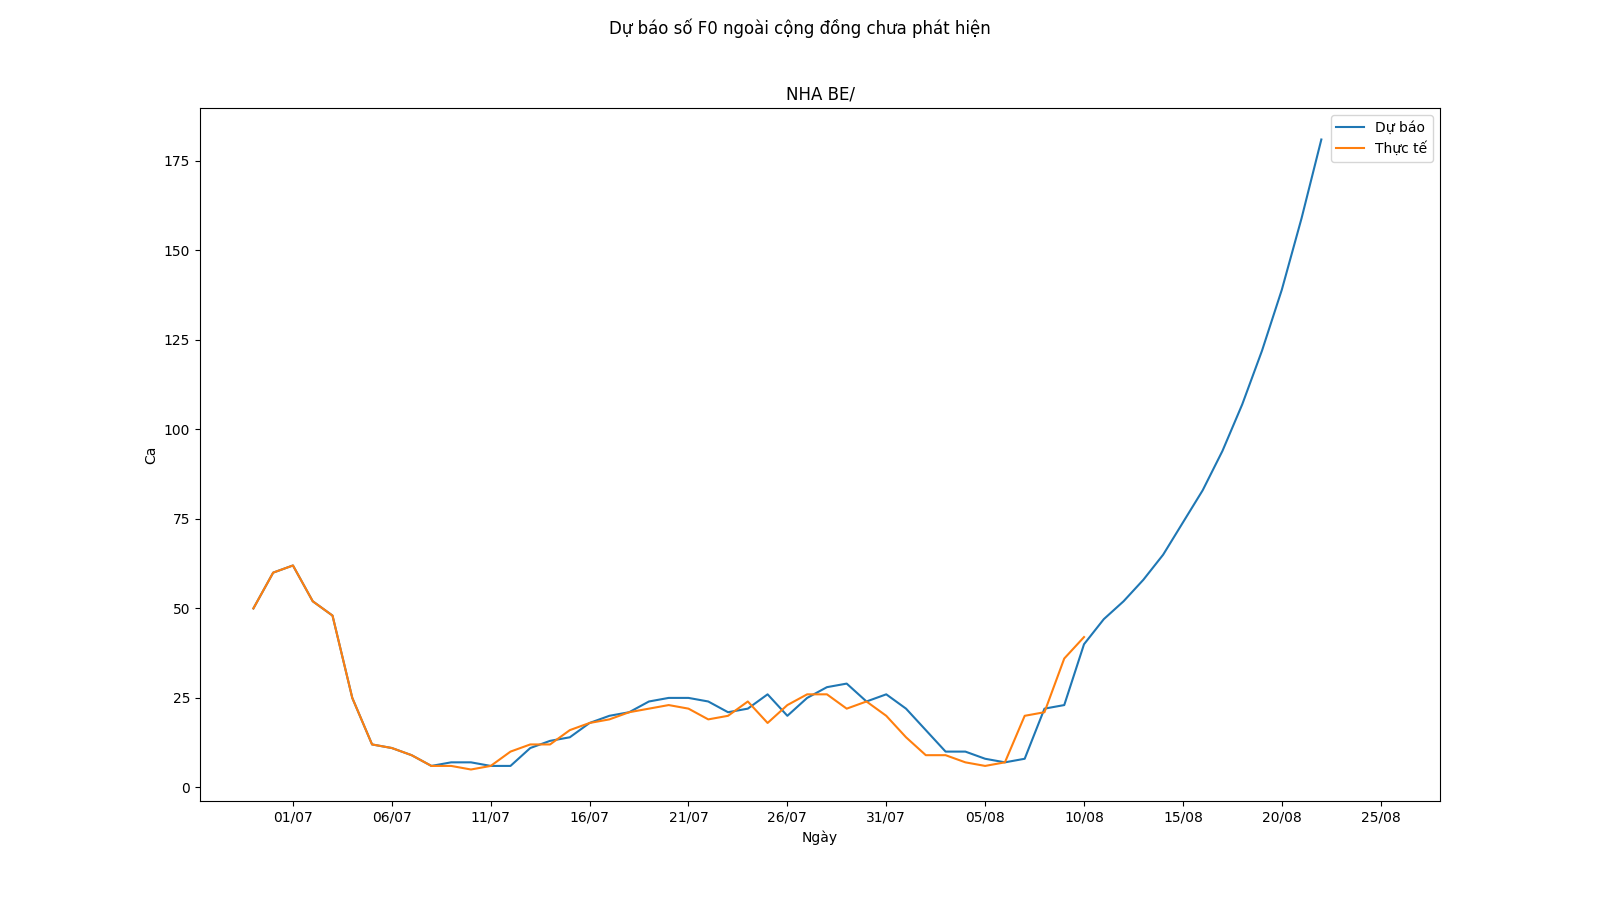 Dự báo số F0 ngoài cộng đồng chưa phát hiện
NHA BE/
Dự báo
Thực tế
175
150
125
100
75
50
25
0
Ca
01/07 06/07 11/07 16/07 21/07 26/07 31/07 05/08 10/08 15/08 20/08 25/08
Ngày